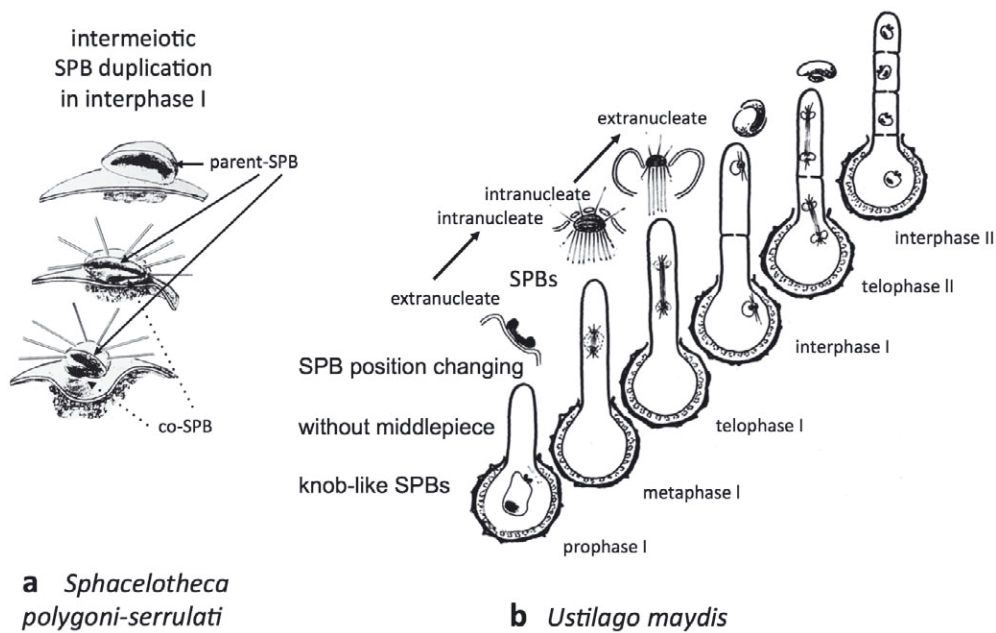 intermeiotic
SPB duplication
in interphase I
parent-SPB
co-SPB
a Sphacelotheca
polygoni-serrulati
extranucleate
intranucleate
intranucleate
extranucleate
SPBs
SPB position changing
without middlepiece
knob-like SPBs
prophase I
metaphase I
telophase I
interphase I
telophase II
interphase II
b Ustilago maydis